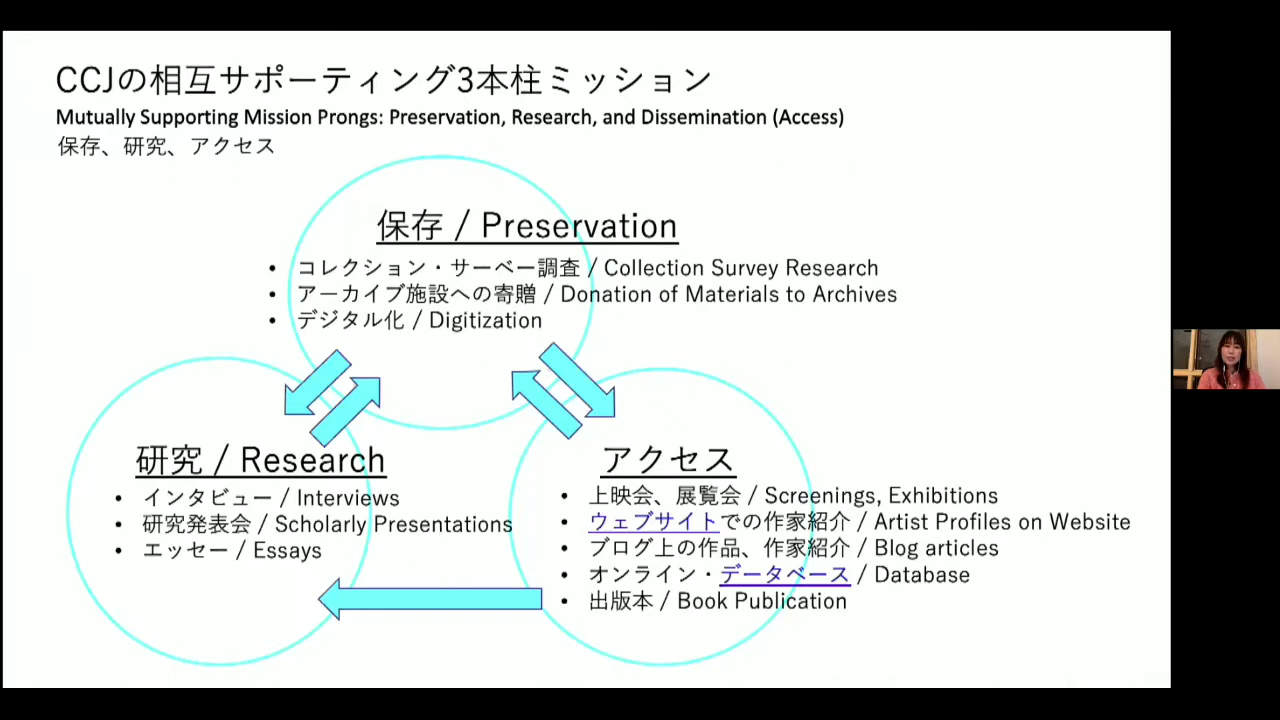 CCJの相互サポーティング3本柱ミッション
Mutually Supporting Mission Prongs: Preservation, Research, and Dissemination (Access)
保存、研究、アクセス
保存 / Preservation
• コレクション・サーベー調査 / Collection Survey Research
• アーカイブ施設への寄贈 / Donation of Materials to Archives
• デジタル化 / Digitization
研究 / Research
• インタビュー / Interviews
• 研究発表会 / Scholarly Presentations
• エッセー / Essays
アクセス
• 上映会、展覧会 / Screenings, Exhibitions
• ウェブサイトでの作家紹介 / Artist Profiles on Website
• ブログ上の作品、作家紹介 / Blog articles
• オンライン・データベース / Database
• 出版本 / Book Publication